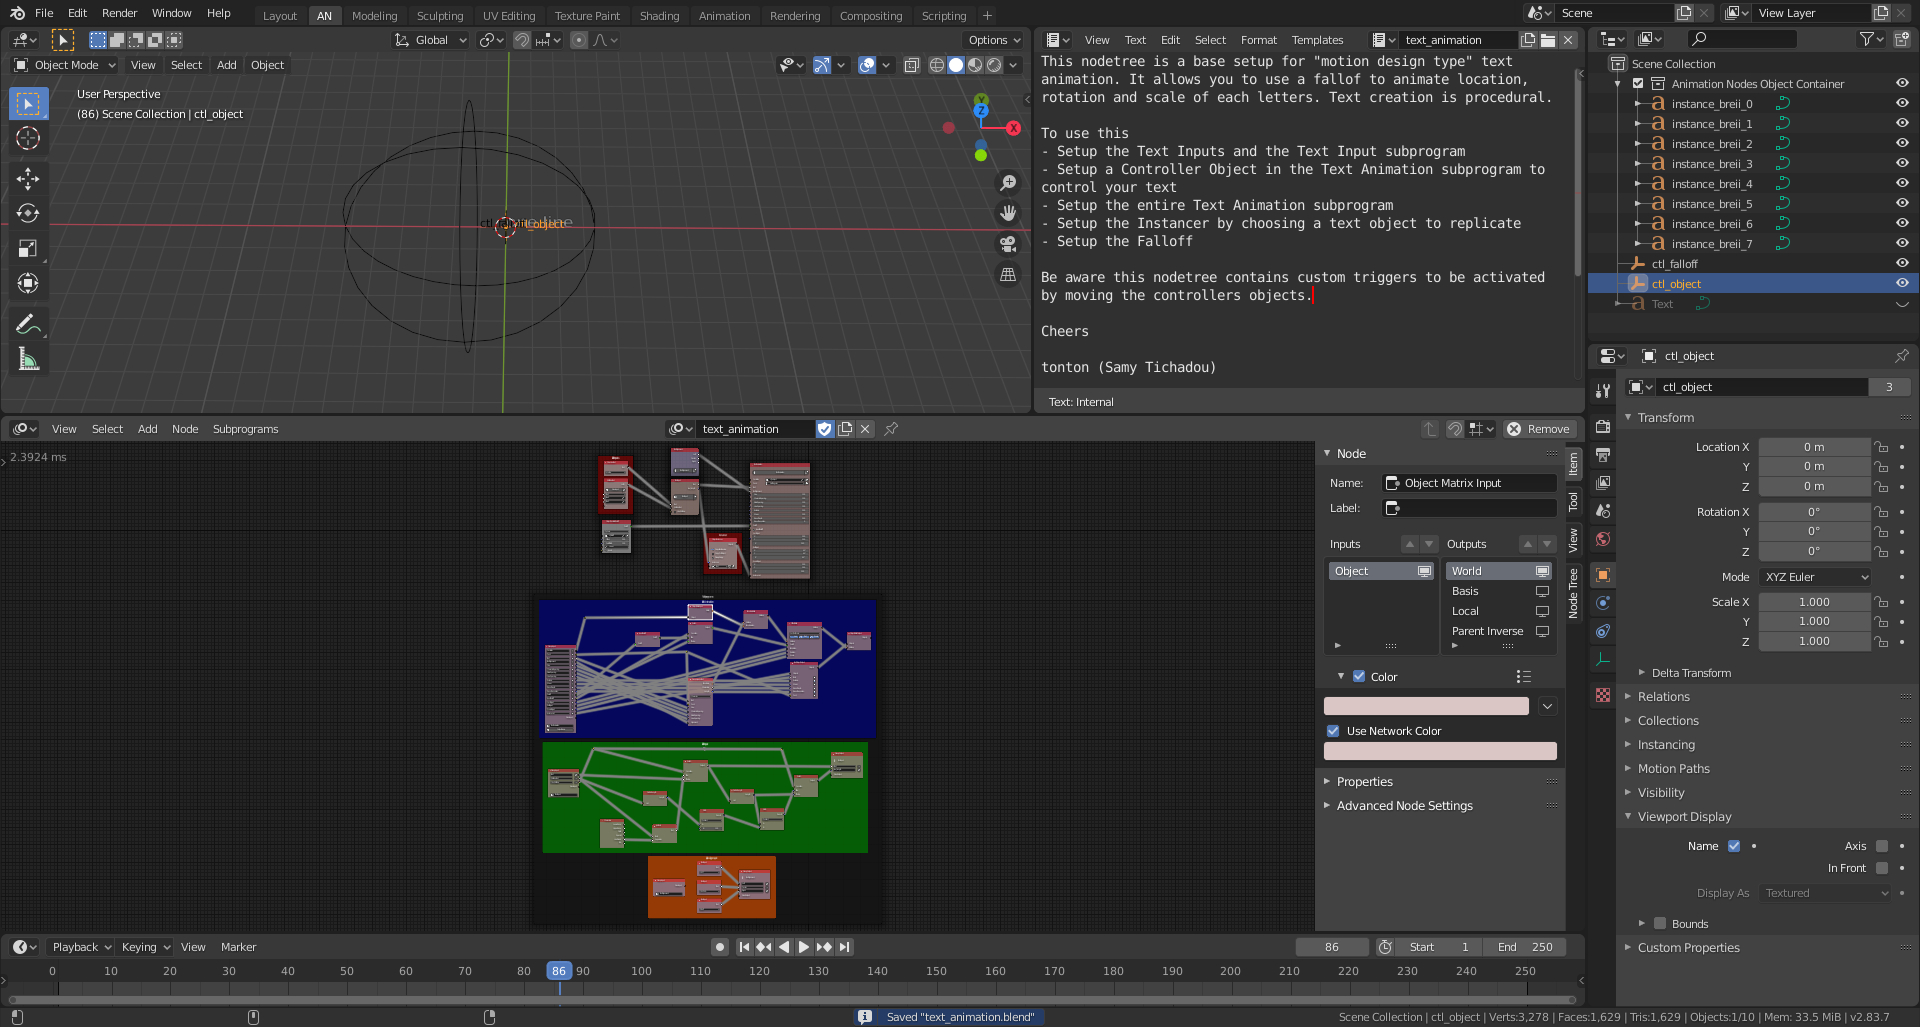 File Edit Render Window Help
Layout AN Modeling Sculpting UV Editing Texture Paint Shading Animation Rendering Compositing Scripting +
Scene
View Layer
Global
Options
Object Mode View Select Add Object
User Perspective
(86) Scene Collection | ctl_object
Z
X
View Text Edit Select Format Templates
text_animation
This nodetree is a base setup for "motion design type" text
animation. It allows you to use a fallof to animate location,
rotation and scale of each letters. Text creation is procedural.
To use this
- Setup the Text Inputs and the Text Input subprogram
- Setup a Controller Object in the Text Animation subprogram to
control your text
- Setup the entire Text Animation subprogram
- Setup the Instancer by choosing a text object to replicate
- Setup the Falloff
Be aware this nodetree contains custom triggers to be activated
by moving the controllers objects.
Cheers
tonton (Samy Tichadou)
Text: Internal
Scene Collection
Animation Nodes Object Container
instance_breii_0
instance_breii_1
instance_breii_2
instance_breii_3
instance_breii_4
instance_breii_5
instance_breii_6
instance_breii_7
ctl_falloff
ctl_object
Text
ctl_object
ctl_object 3
Transform
Location X 0 m
Y 0 m
Z 0 m
Rotation X 0°
Y 0°
Z 0°
Mode XYZ Euler
Scale X 1.000
Y 1.000
Z 1.000
Delta Transform
Relations
Collections
Instancing
Motion Paths
Visibility
Viewport Display
Name Axis
In Front
Display As Textured
Bounds
Custom Properties
View Select Add Node Subprograms
text_animation
Remove
2.3924 ms
Node
Name: Object Matrix Input
Label:
Inputs Outputs
Object World
Basis
Local
Parent Inverse
Color
Use Network Color
Properties
Advanced Node Settings
Item
Tool
View
Node Tree
Playback Keying View Marker
86 Start 1 End 250
0 10 20 30 40 50 60 70 80 86 90 100 110 120 130 140 150 160 170 180 190 200 210 220 230 240 250
Saved "text_animation.blend"
Scene Collection | ctl_object | Verts:3,278 | Faces:1,629 | Tris:1,629 | Objects:1/10 | Mem: 33.5 MiB | v2.83.7